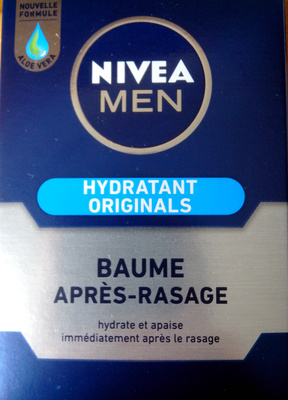 NOUVELLE
FORMULE
ALOE VERA
NIVEA
MEN
HYDRATANT
ORIGINALS
BAUME
APRÈS-RASAGE
hydrate et apaise
immédiatement après le rasage